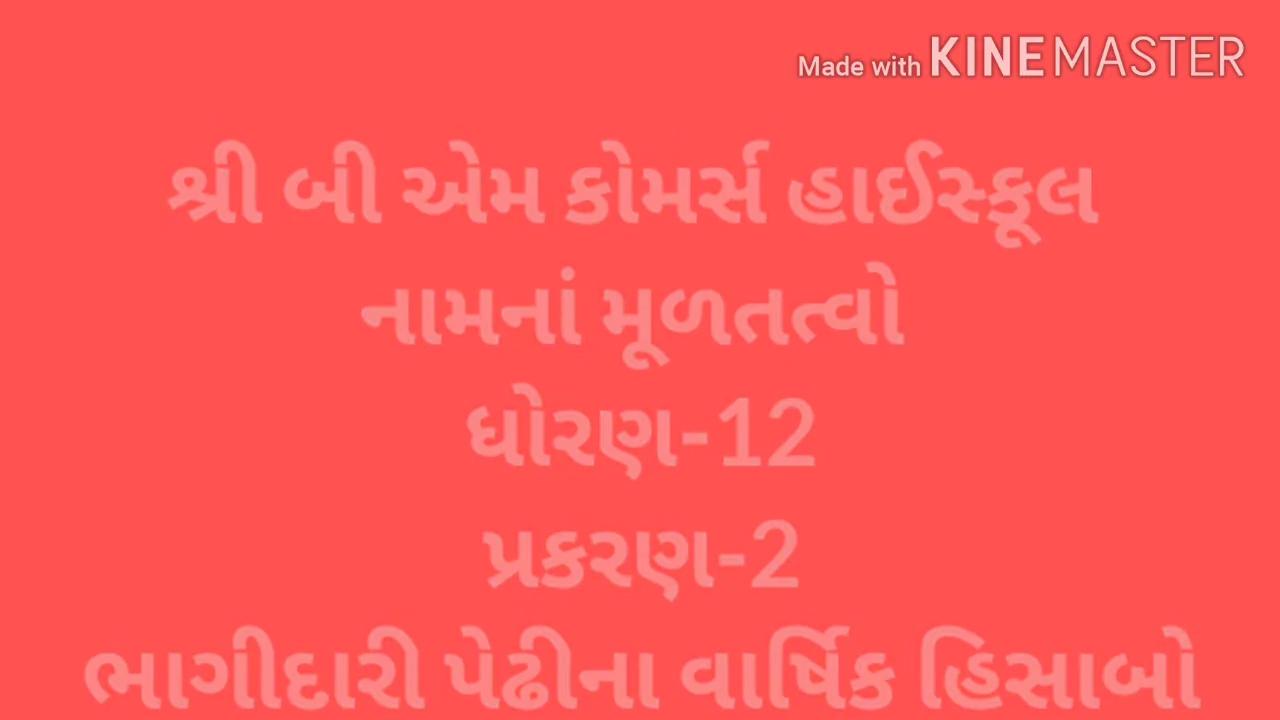 Made with KINEMASTER
શ્રી બી એમ કોમર્સ હાઈસ્કૂલ
નામનાં મૂળતત્વો
ધોરણ-12
પ્રકરણ-2
ભાગીદારી પેઢીના વાર્ષિક હિસાબો